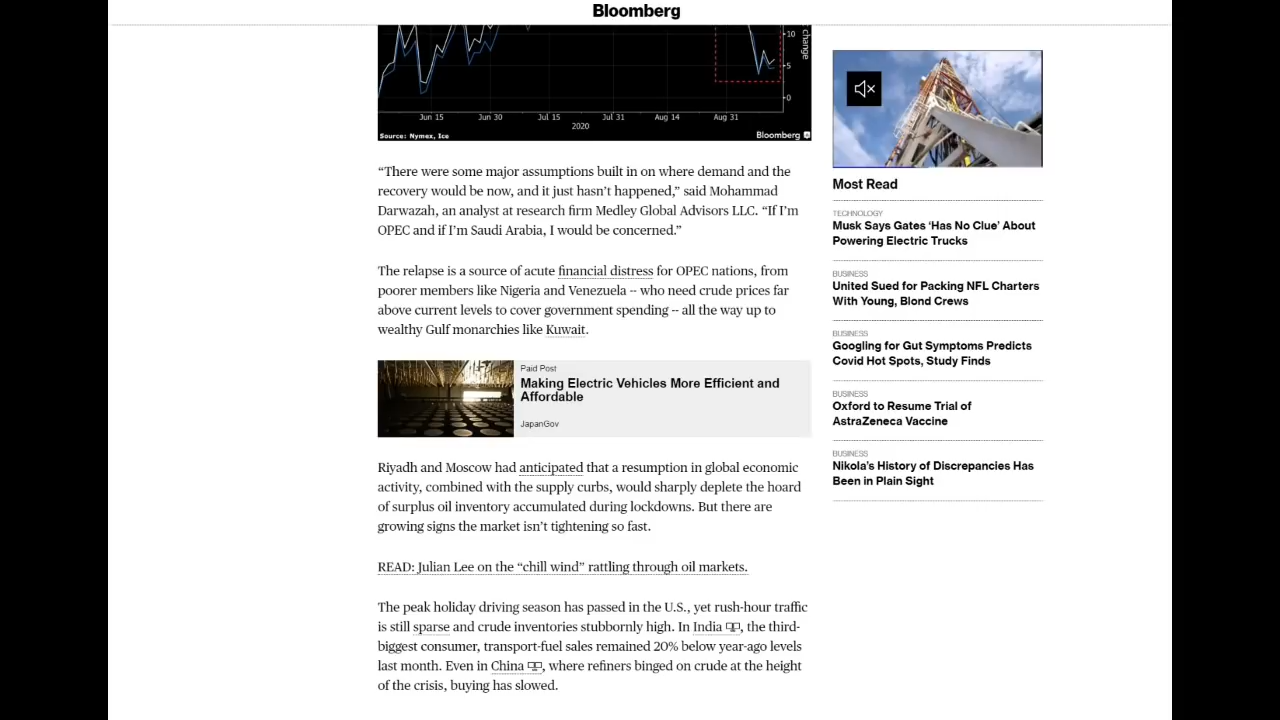 Bloomberg
10
5
0
change
Jun 15
Jun 30
Jul 15
Jul 31
Aug 14
Aug 31
2020
Source: Nymex, Ice
Bloomberg
“There were some major assumptions built in on where demand and the
recovery would be now, and it just hasn’t happened,” said Mohammad
Darwazah, an analyst at research firm Medley Global Advisors LLC. “If I’m
OPEC and if I’m Saudi Arabia, I would be concerned.”
The relapse is a source of acute financial distress for OPEC nations, from
poorer members like Nigeria and Venezuela -- who need crude prices far
above current levels to cover government spending -- all the way up to
wealthy Gulf monarchies like Kuwait.
Paid Post
Making Electric Vehicles More Efficient and
Affordable
JapanGov
Riyadh and Moscow had anticipated that a resumption in global economic
activity, combined with the supply curbs, would sharply deplete the hoard
of surplus oil inventory accumulated during lockdowns. But there are
growing signs the market isn’t tightening so fast.
READ: Julian Lee on the “chill wind” rattling through oil markets.
The peak holiday driving season has passed in the U.S., yet rush-hour traffic
is still sparse and crude inventories stubbornly high. In India, the third-
biggest consumer, transport-fuel sales remained 20% below year-ago levels
last month. Even in China, where refiners binged on crude at the height
of the crisis, buying has slowed.
Most Read
TECHNOLOGY
Musk Says Gates ‘Has No Clue’ About
Powering Electric Trucks
BUSINESS
United Sued for Packing NFL Charters
With Young, Blond Crews
BUSINESS
Googling for Gut Symptoms Predicts
Covid Hot Spots, Study Finds
BUSINESS
Oxford to Resume Trial of
AstraZeneca Vaccine
BUSINESS
Nikola’s History of Discrepancies Has
Been in Plain Sight